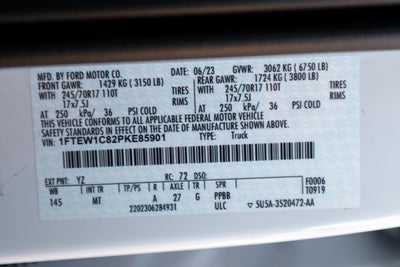 MFD. BY FORD MOTOR CO. DATE: 06/23 GVWR: 3062 KG (6750 LB)
FRONT GAWR: 1429 KG (3150 LB) REAR GAWR: 1724 KG (3800 LB)
WITH WITH
245/70R17 110T TIRES 245/70R17 110T TIRES
17x7.5J RIMS 17x7.5J RIMS
AT 250 kPa/ 36 PSI COLD AT 250 kPa/ 36 PSI COLD
THIS VEHICLE CONFORMS TO ALL APPLICABLE FEDERAL MOTOR VEHICLE
SAFETY STANDARDS IN EFFECT ON THE DATE OF MANUFACTURE SHOWN ABOVE.
VIN: 1FTEW1C82PKE85901 TYPE: Truck
EXT PNT: YZ RC: 72 DSO: F0006
WB INT TR TP/PS R AXLE TR SPR T0919
145 MT A 27 G PPBB
2202306284931 ULC 5USA-3520472-AA